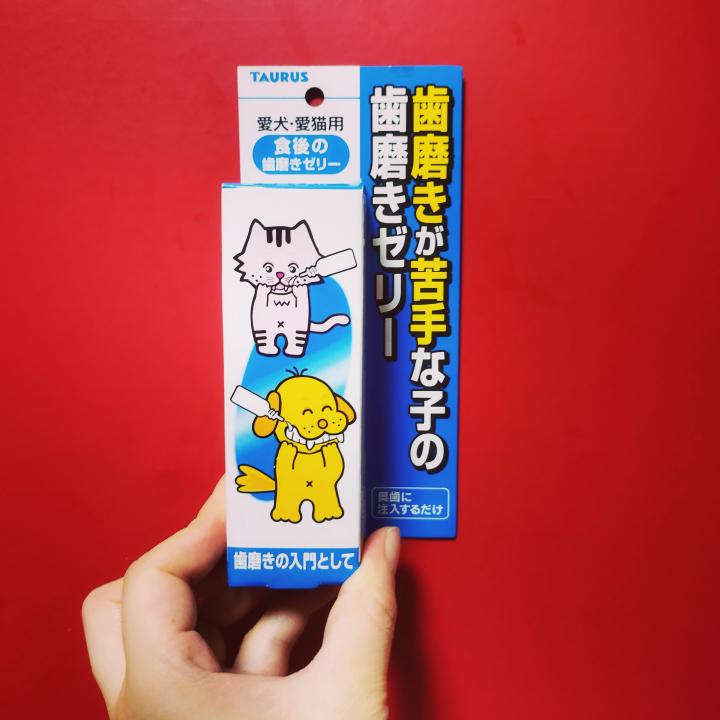 TAURUS
愛犬・愛猫用
食後の
歯磨きゼリー
歯磨きが苦手な子の
歯磨きゼリー
奥歯に
注入するだけ
歯磨きの入門として